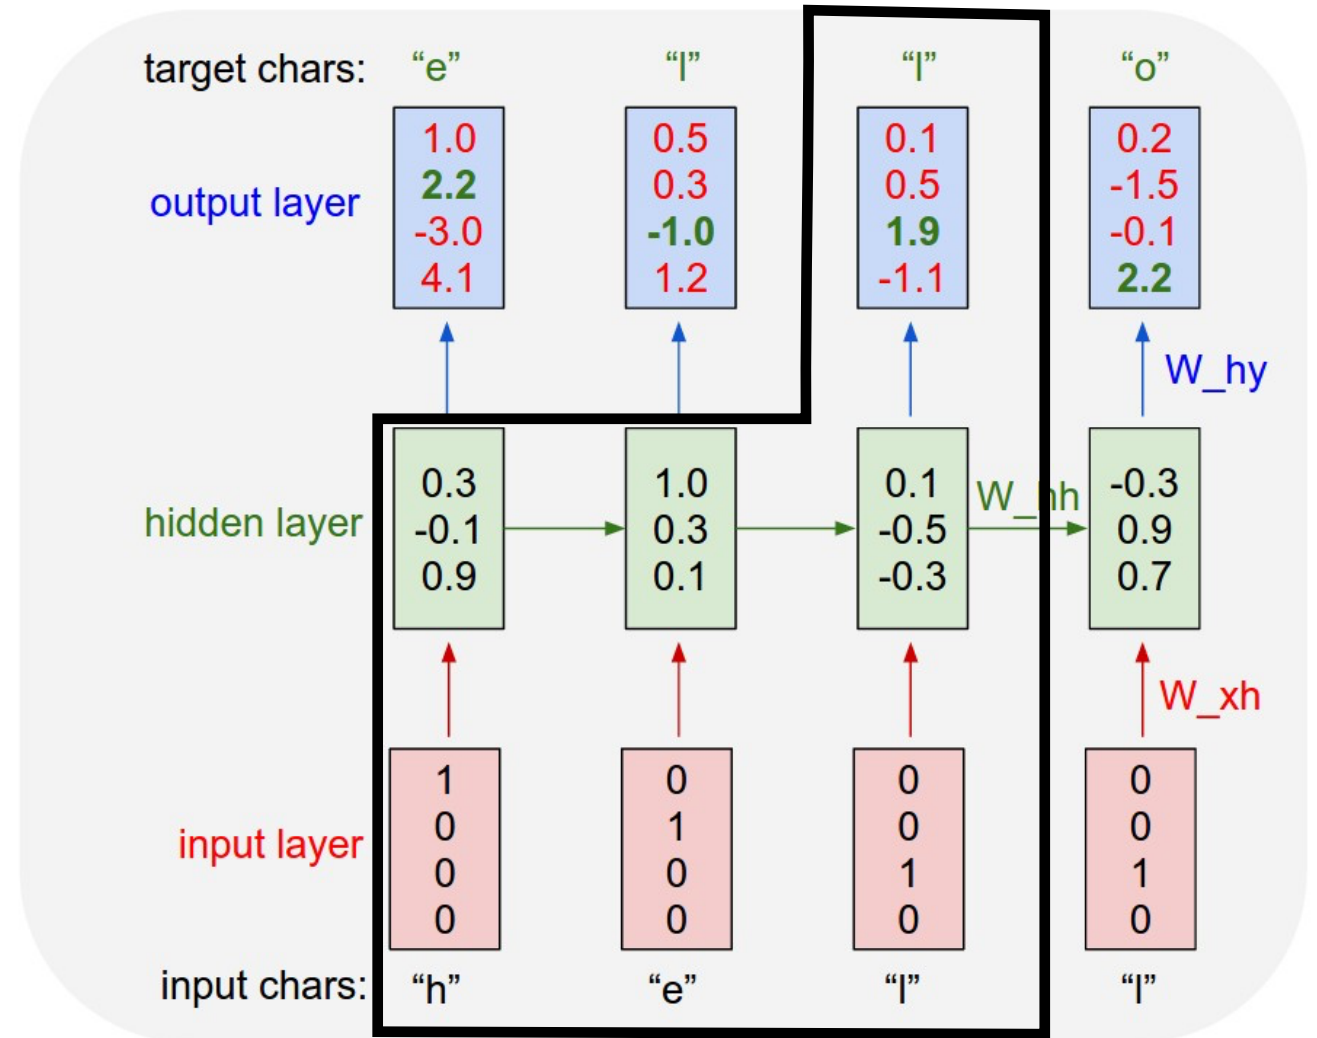 target chars: “e” “l” “l” “o”
1.0 0.5 0.1 0.2
2.2 0.3 0.5 -1.5
output layer
-3.0 -1.0 1.9 -0.1
4.1 1.2 -1.1 2.2
W_hy
0.3 1.0 0.1 W_hh -0.3
hidden layer -0.1 0.3 -0.5 0.9
0.9 0.1 -0.3 0.7
W_xh
1 0 0 0
0 1 0 0
input layer
0 0 1 1
0 0 0 0
input chars: “h” “e” “l” “l”